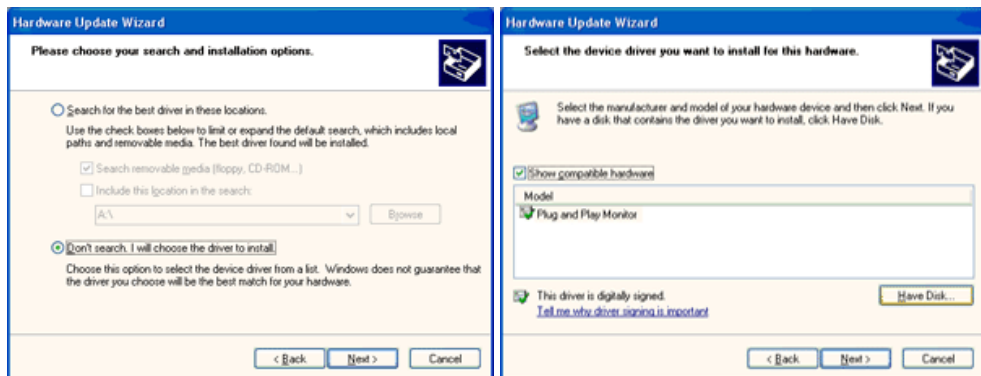 Hardware Update Wizard
Please choose your search and installation options.
Search for the best driver in these locations.
Use the check boxes below to limit or expand the default search, which includes local
paths and removable media. The best driver found will be installed.
Search removable media (floppy, CD-ROM...)
Include this location in the search:
A:\
Browse
Don't search. I will choose the driver to install.
Choose this option to select the device driver from a list. Windows does not guarantee that
the driver you choose will be the best match for your hardware.
< Back
Next >
Cancel
Hardware Update Wizard
Select the device driver you want to install for this hardware.
Select the manufacturer and model of your hardware device and then click Next. If you
have a disk that contains the driver you want to install, click Have Disk.
Show compatible hardware
Model
Plug and Play Monitor
This driver is digitally signed.
Tell me why driver signing is important
Have Disk...
< Back
Next >
Cancel